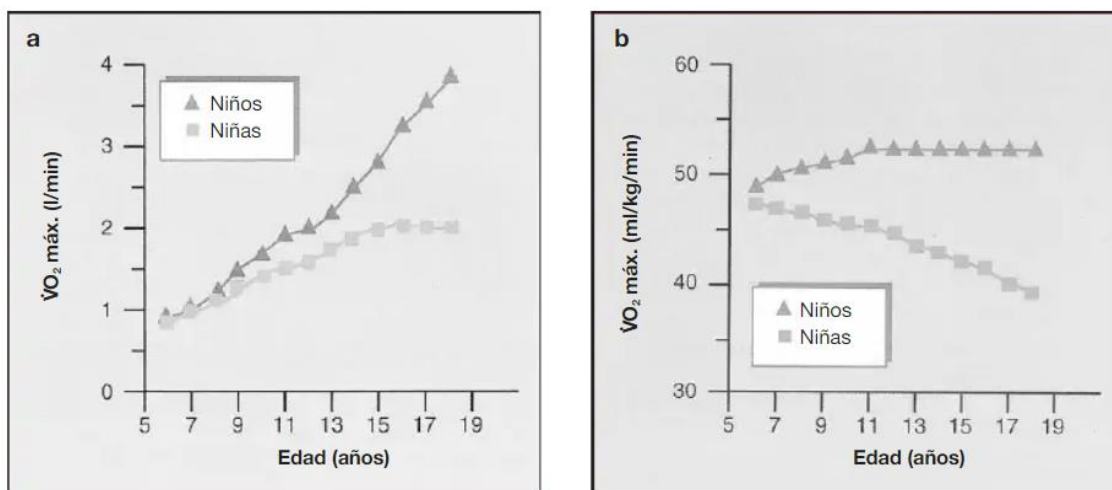 a
4
3
2
1
0
V̇O₂ máx. (l/min)
Niños
Niñas
5 7 9 11 13 15 17 19
Edad (años)
b
60
50
40
30
V̇O₂ máx. (ml/kg/min)
Niños
Niñas
5 7 9 11 13 15 17 19
Edad (años)